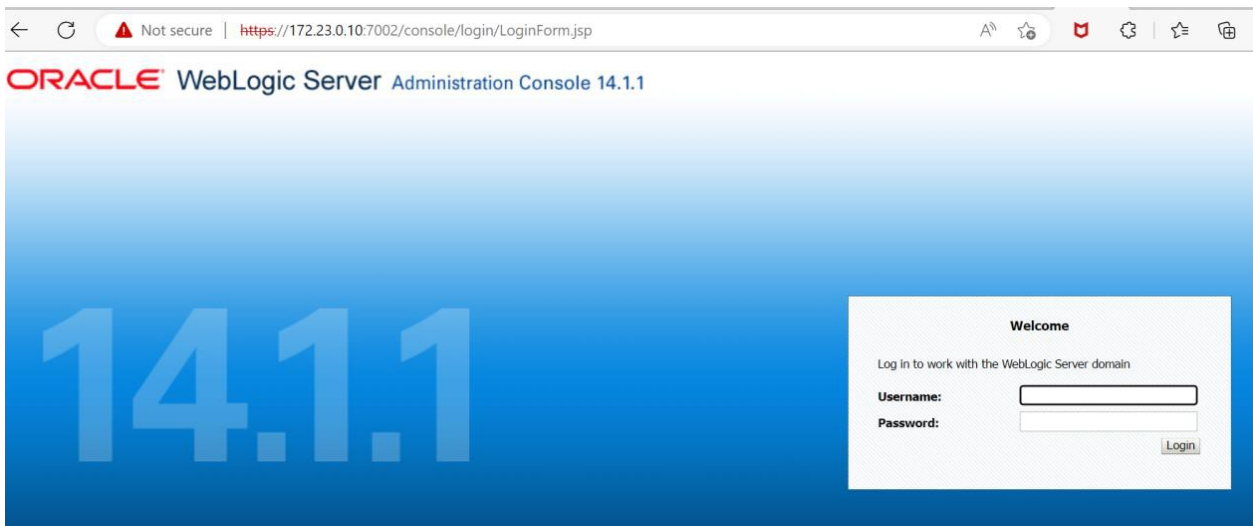 Not secure | https://172.23.0.10:7002/console/login/LoginForm.jsp
ORACLE WebLogic Server Administration Console 14.1.1
14.1.1
Welcome
Log in to work with the WebLogic Server domain
Username:
Password:
Login